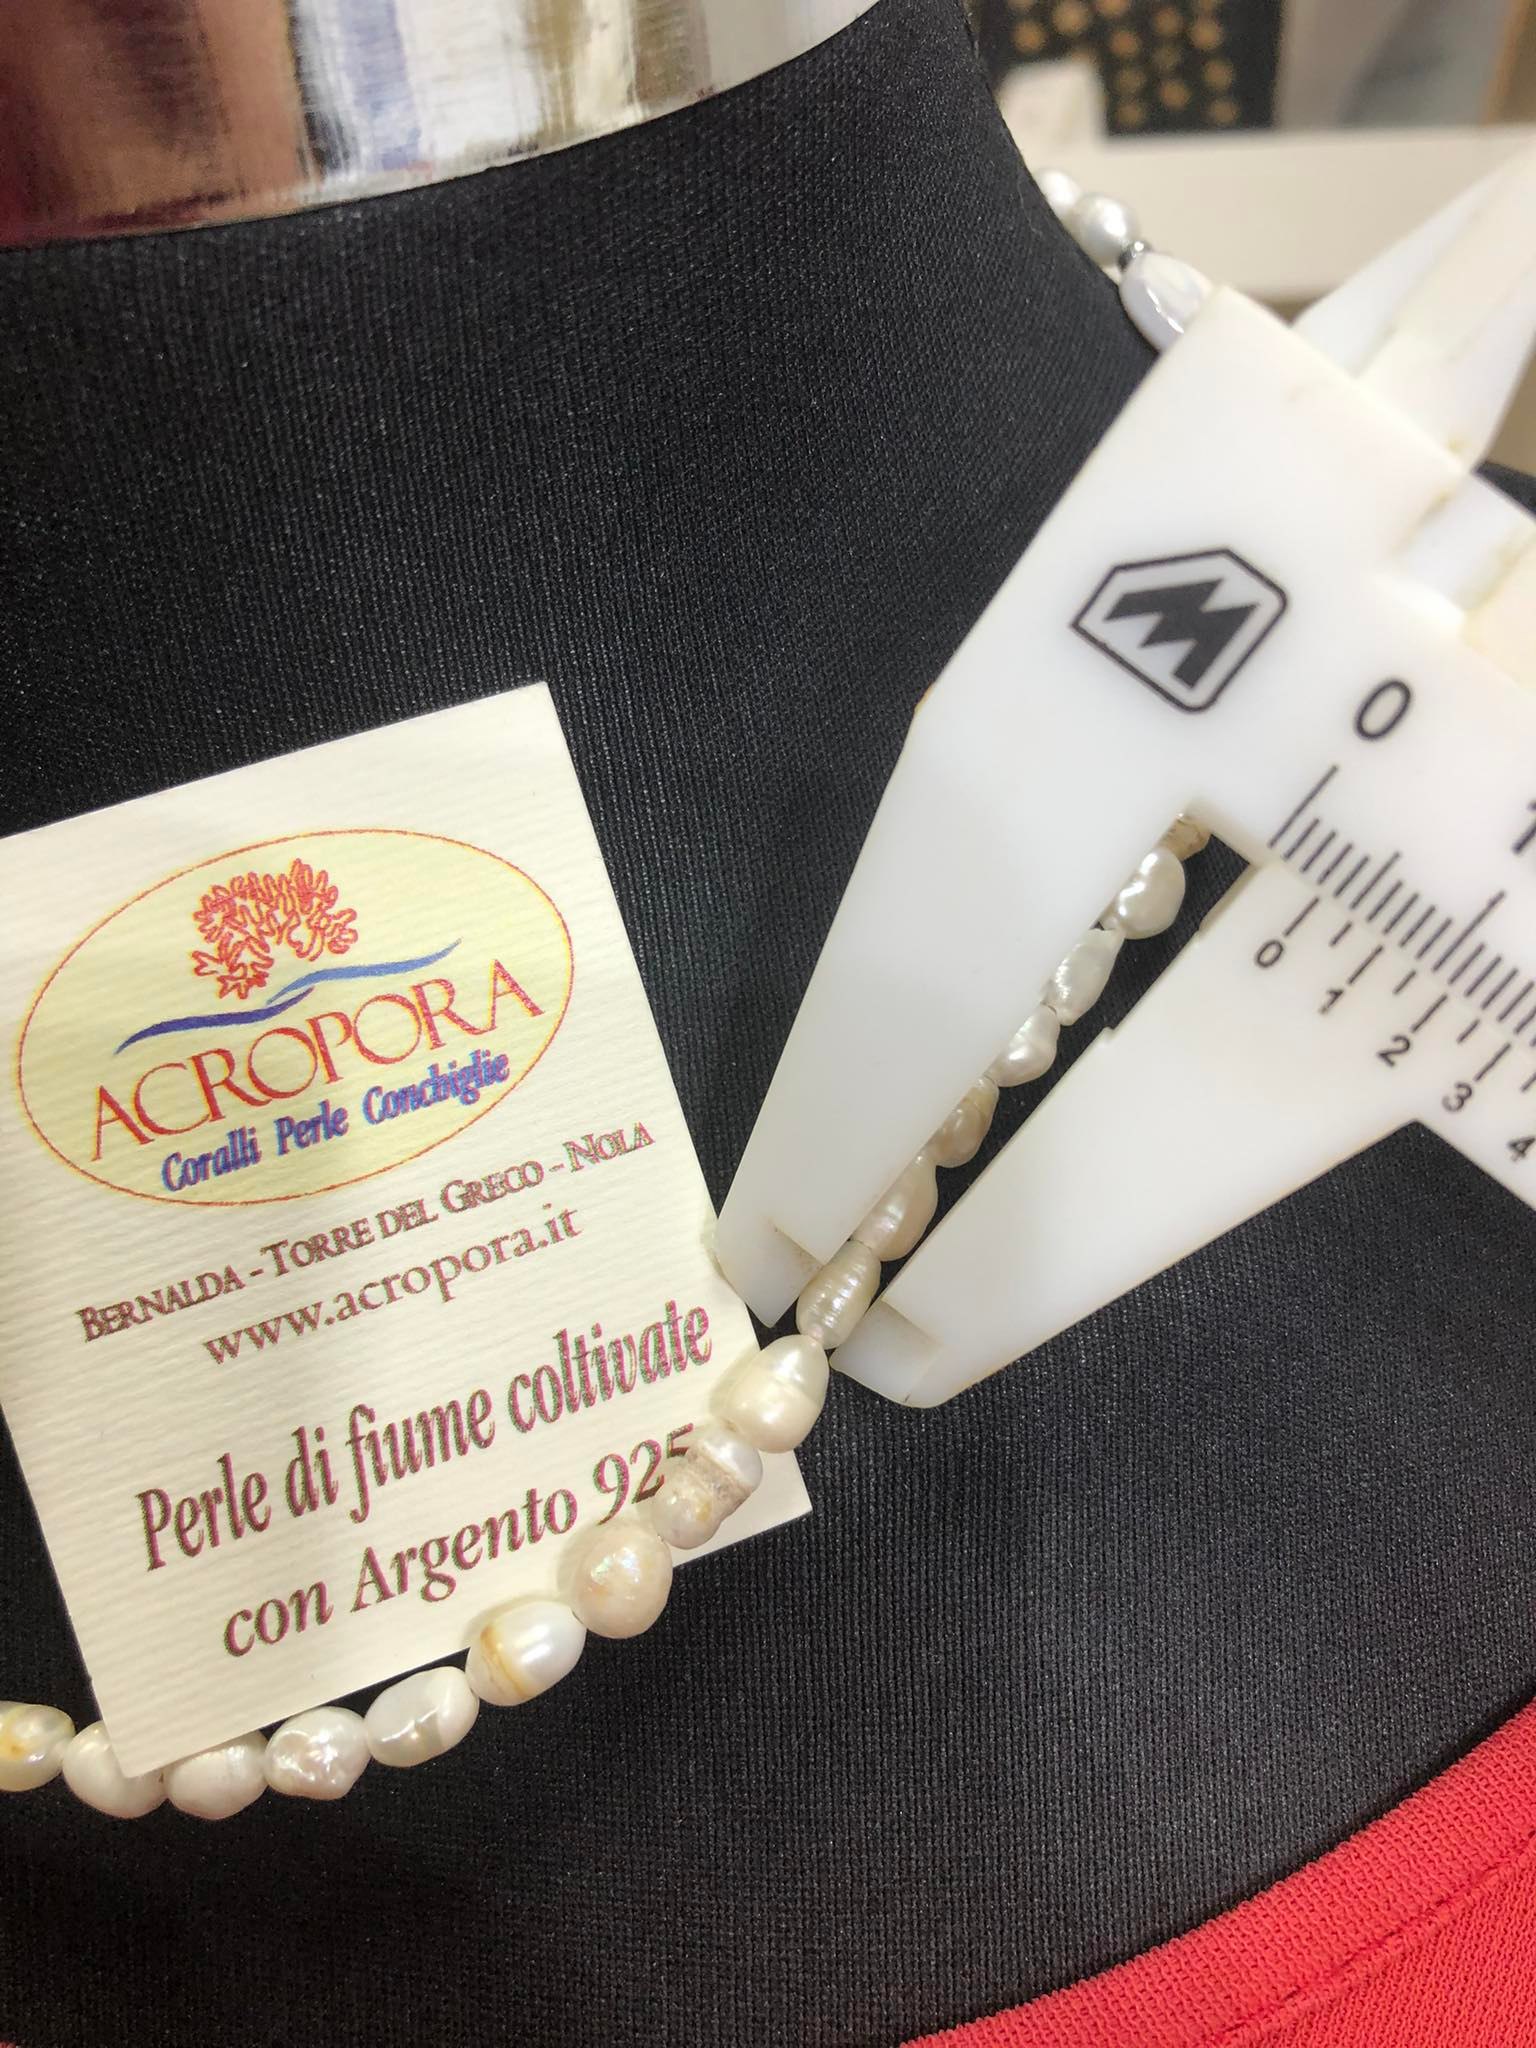 ACROPORA
Coralli Perle Conchiglie
BERNALDA - TORRE DEL GRECO - NOLA
www.acropora.it
Perle di fiume coltivate
con Argento 925
M
0
0 1 2 3 4